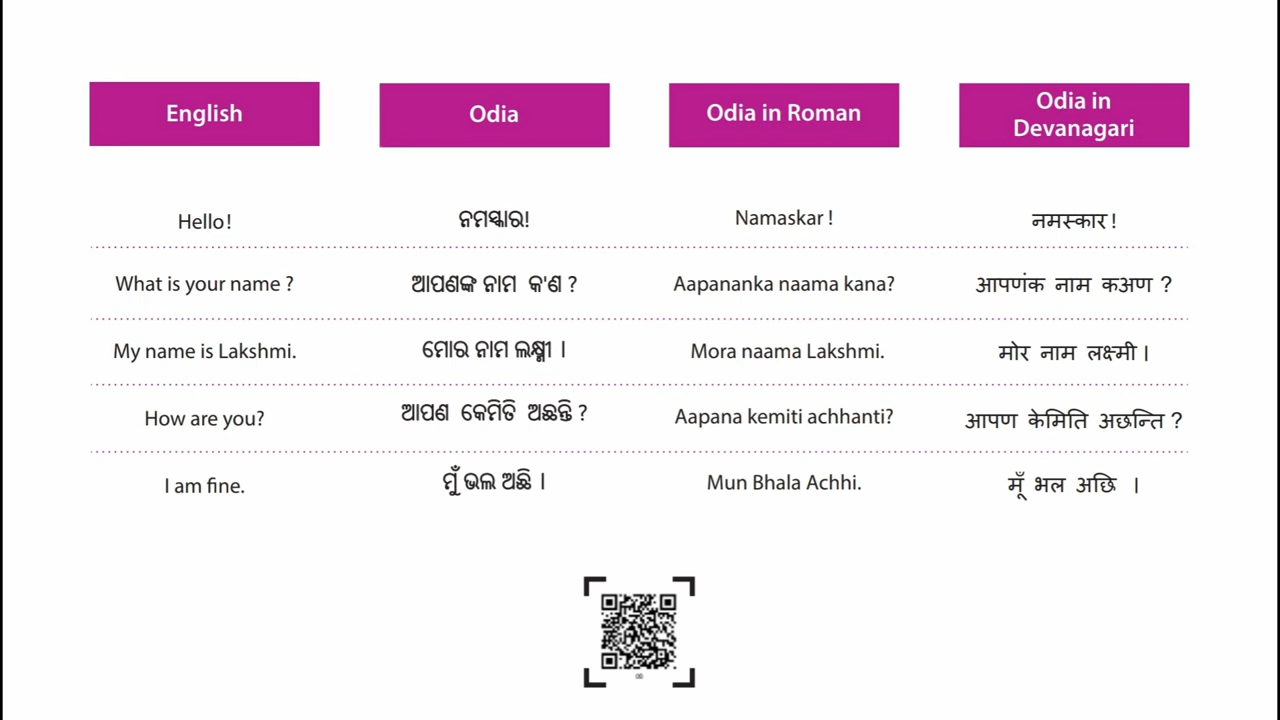 English Odia Odia in Roman Odia in
Devanagari
Hello! ନମସ୍କାର! Namaskar ! नमस्कार !
What is your name ? ଆପଣଙ୍କ ନାମ କ'ଣ ? Aapananka naama kana? आपणंक नाम कअण ?
My name is Lakshmi. ମୋର ନାମ ଲକ୍ଷ୍ମୀ । Mora naama Lakshmi. मोर नाम लक्ष्मी ।
How are you? ଆପଣ କେମିତି ଅଛନ୍ତି ? Aapana kemiti achhanti? आपण केमिति अछन्ति ?
I am fine. ମୁଁ ଭଲ ଅଛି । Mun Bhala Achhi. मूँ भल अछि ।